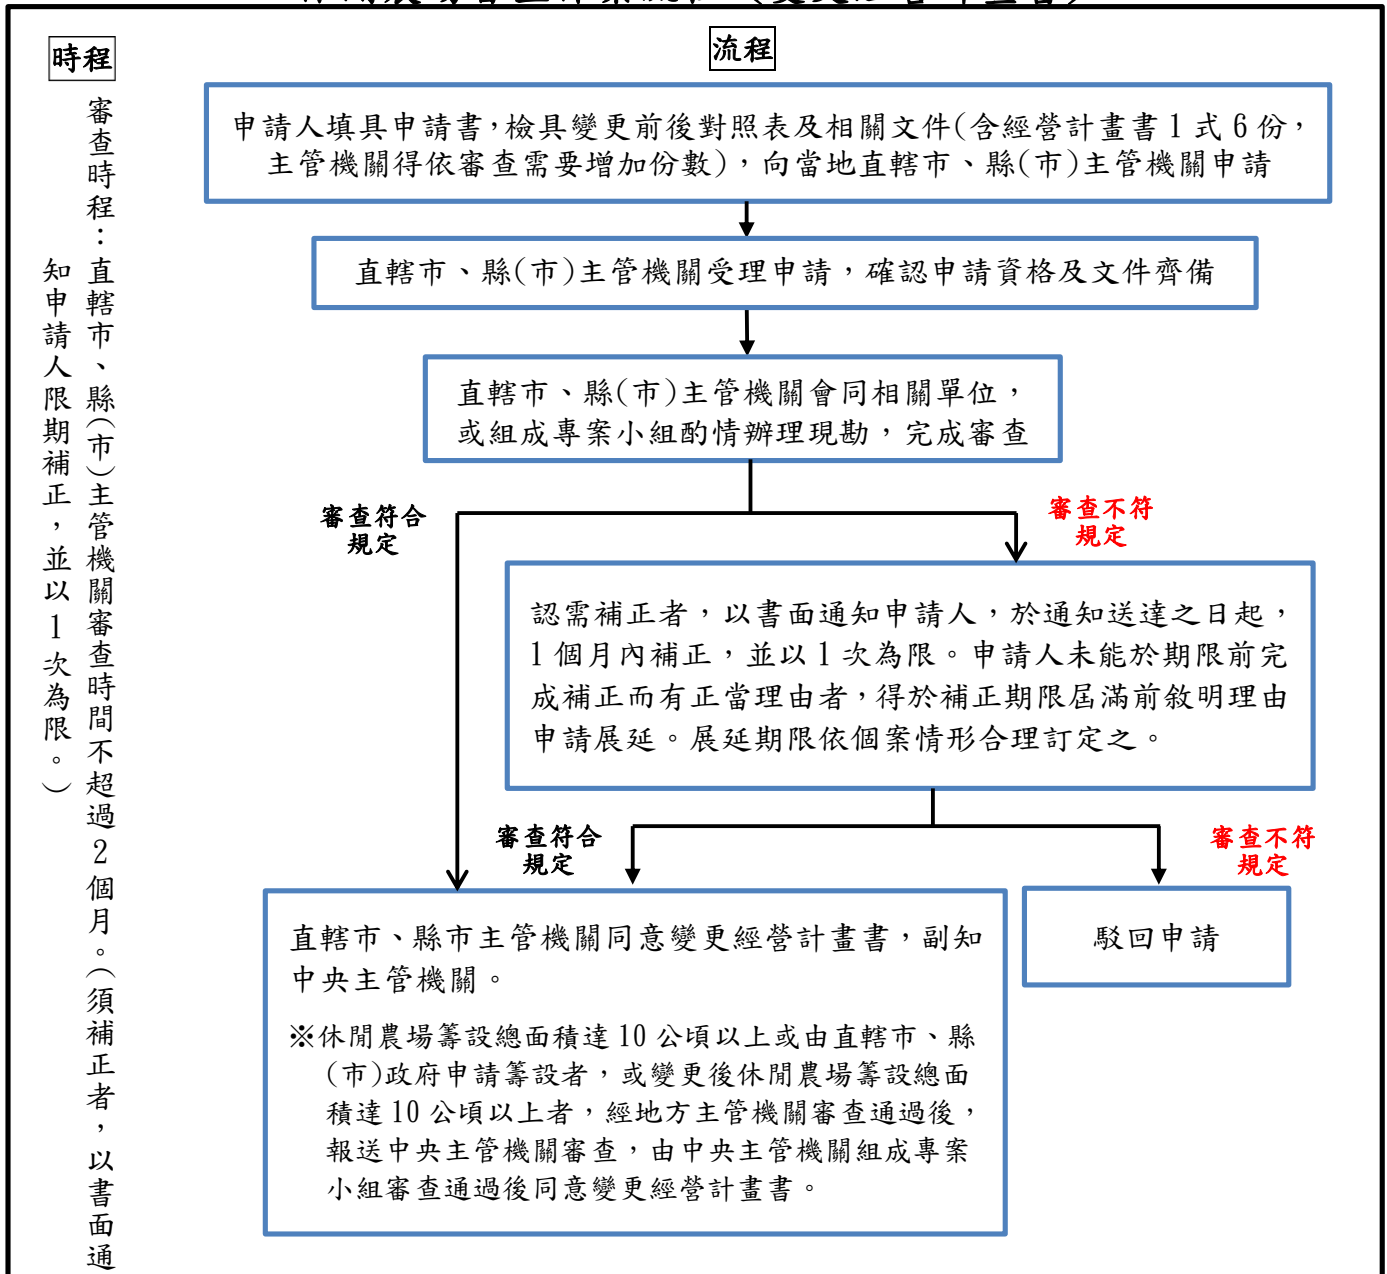 時程
流程
審查時程：直轄市、縣(市)主管機關審查時間不超過2個月。(須補正者，以書面通
知申請人限期補正，並以1次為限。)
申請人填具申請書，檢具變更前後對照表及相關文件(含經營計畫書1式6份，
主管機關得依審查需要增加份數)，向當地直轄市、縣(市)主管機關申請
直轄市、縣(市)主管機關受理申請，確認申請資格及文件齊備
直轄市、縣(市)主管機關會同相關單位，
或組成專案小組酌情辦理現勘，完成審查
審查符合
規定
審查不符
規定
認需補正者，以書面通知申請人，於通知送達之日起，
1個月內補正，並以1次為限。申請人未能於期限前完
成補正而有正當理由者，得於補正期限屆滿前敘明理由
申請展延。展延期限依個案情形合理訂定之。
審查符合
規定
審查不符
規定
直轄市、縣市主管機關同意變更經營計畫書，副知
中央主管機關。
※休閒農場籌設總面積達10公頃以上或由直轄市、縣
(市)政府申請籌設者，或變更後休閒農場籌設總面
積達10公頃以上者，經地方主管機關審查通過後，
報送中央主管機關審查，由中央主管機關組成專案
小組審查通過後同意變更經營計畫書。
駁回申請